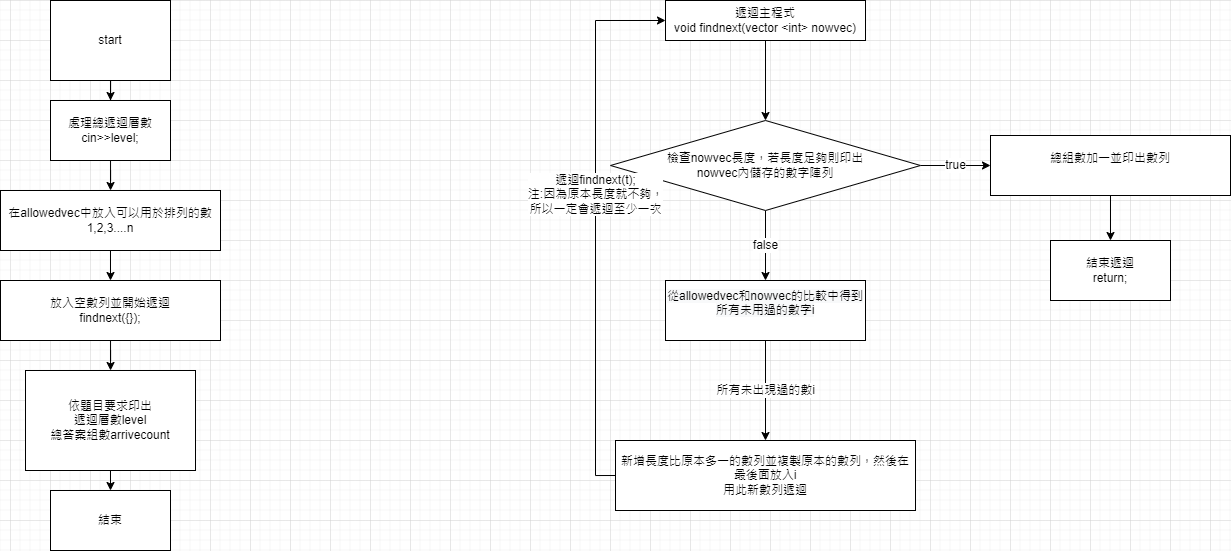 start
處理總遞迴層數
cin>>level;
在allowedvec中放入可以用於排列的數
1,2,3....n
放入空數列並開始遞迴
findnext({});
依題目要求印出
遞迴層數level
總答案組數arrivecount
結束
遞迴主程式
void findnext(vector <int> nowvec)
檢查nowvec長度，若長度足夠則印出
nowvec內儲存的數字陣列
true
總組數加一並印出數列
結束遞迴
return;
false
從allowedvec和nowvec的比較中得到
所有未用過的數字i
所有未出現過的數i
新增長度比原本多一的數列並複製原本的數列，然後在
最後面放入i
用此新數列遞迴
遞迴findnext(t);
注:因為原本長度就不夠，
所以一定會遞迴至少一次